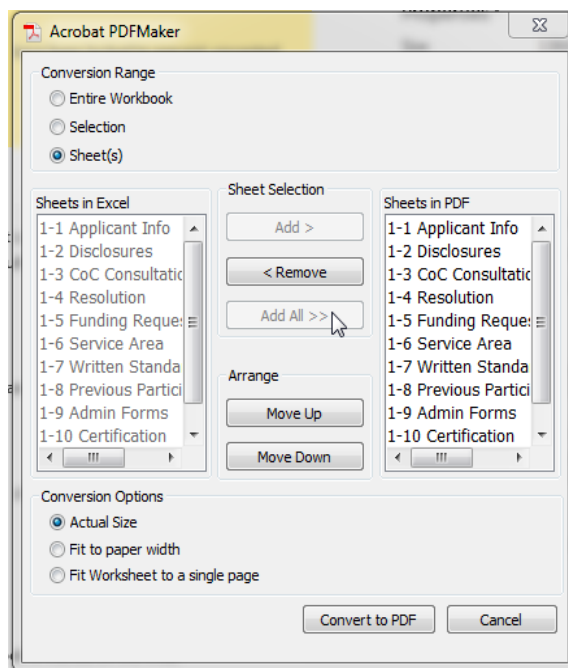 Acrobat PDFMaker
Conversion Range
Entire Workbook
Selection
Sheet(s)
Sheets in Excel
1-1 Applicant Info
1-2 Disclosures
1-3 CoC Consultatic
1-4 Resolution
1-5 Funding Reques
1-6 Service Area
1-7 Written Standa
1-8 Previous Partici
1-9 Admin Forms
1-10 Certification
Sheet Selection
Add >
< Remove
Add All >>
Arrange
Move Up
Move Down
Sheets in PDF
1-1 Applicant Info
1-2 Disclosures
1-3 CoC Consultatic
1-4 Resolution
1-5 Funding Reques
1-6 Service Area
1-7 Written Standa
1-8 Previous Partici
1-9 Admin Forms
1-10 Certification
Conversion Options
Actual Size
Fit to paper width
Fit Worksheet to a single page
Convert to PDF
Cancel